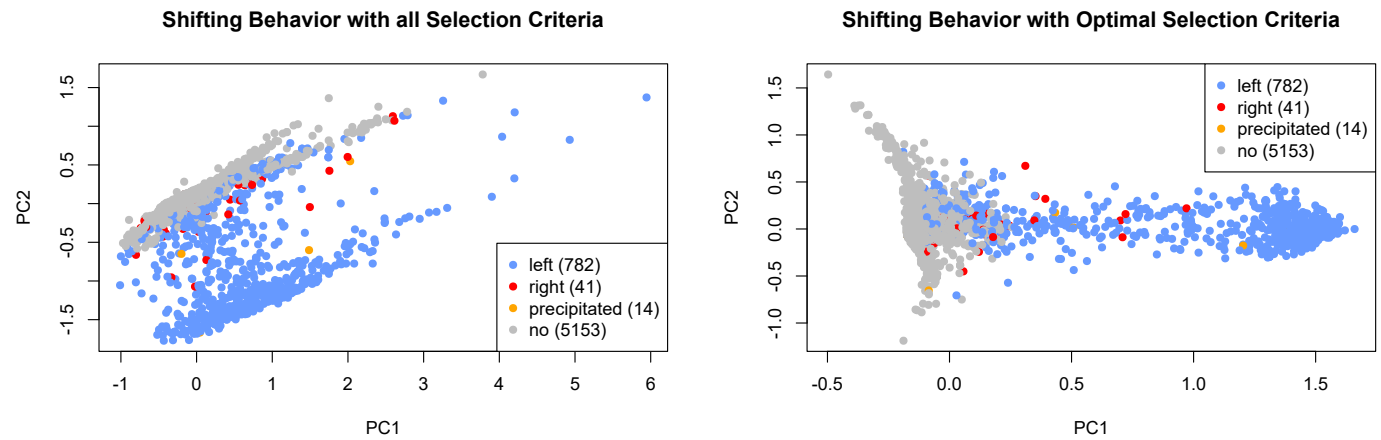 Shifting Behavior with all Selection Criteria
PC2
1.5
0.5
-0.5
-1.5
left (782)
right (41)
precipitated (14)
no (5153)
-1 0 1 2 3 4 5 6
PC1
Shifting Behavior with Optimal Selection Criteria
PC2
1.5
1.0
0.5
0.0
-0.5
-1.0
left (782)
right (41)
precipitated (14)
no (5153)
-0.5 0.0 0.5 1.0 1.5
PC1